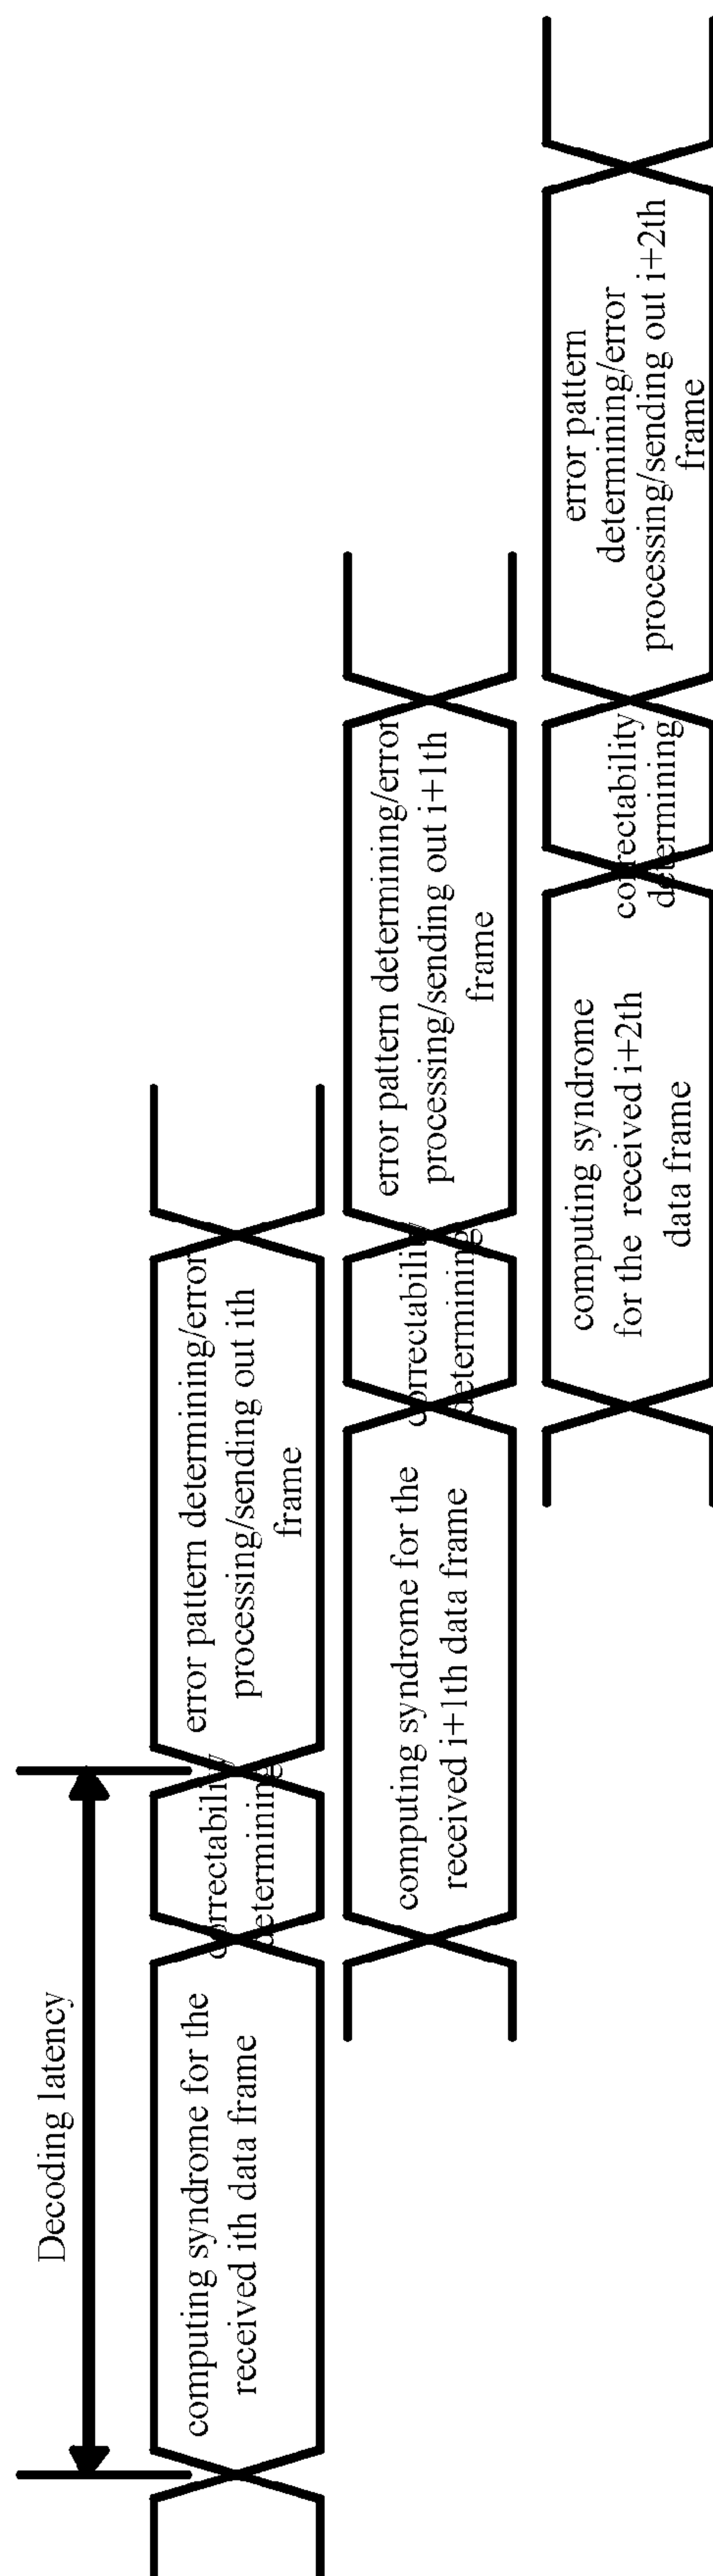 Decoding latency
computing syndrome for the
received ith data frame
correctability
determining
error pattern determining/error
processing/sending out ith
frame
computing syndrome for the
received i+1th data frame
correctability
determining
error pattern determining/error
processing/sending out i+1th
frame
computing syndrome
for the received i+2th
data frame
correctability
determining
error pattern
determining/error
processing/sending out i+2th
frame